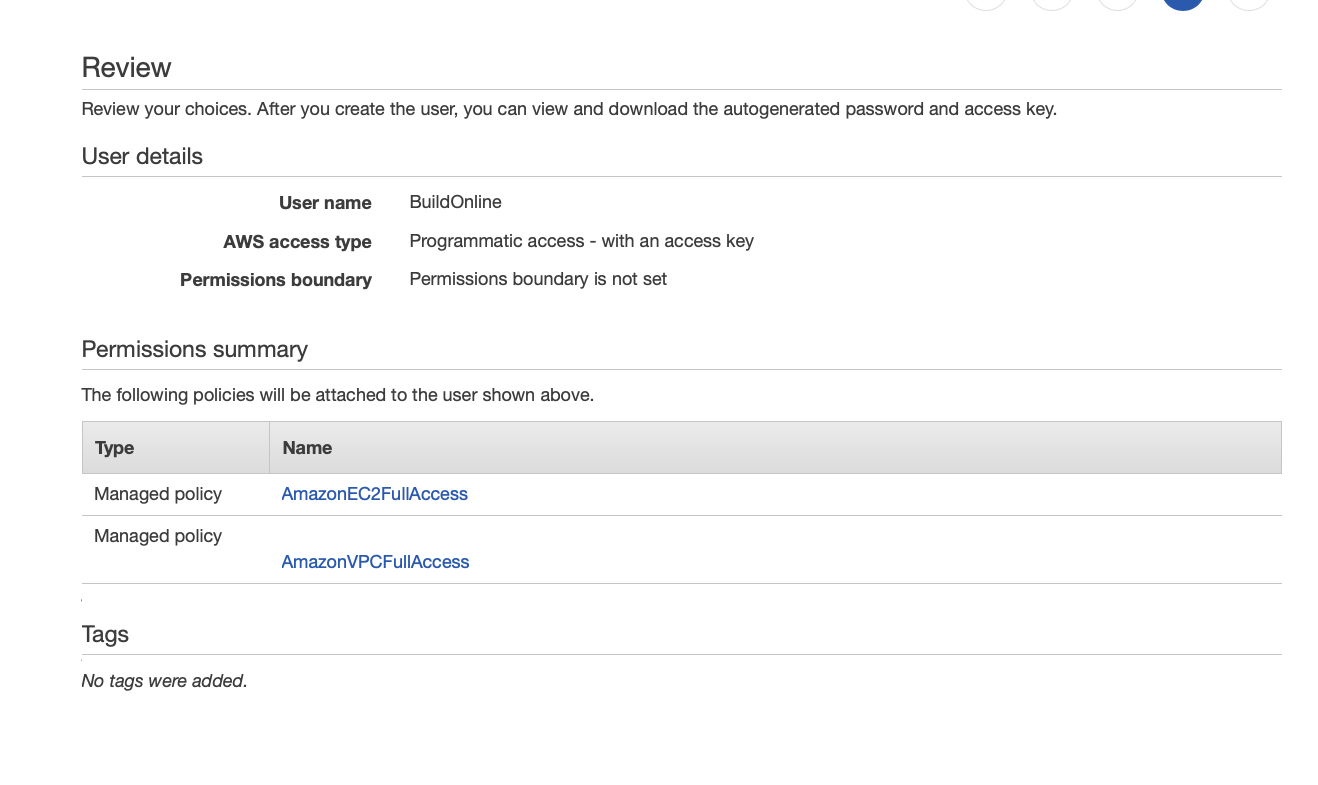 Review
Review your choices. After you create the user, you can view and download the autogenerated password and access key.
User details
User name BuildOnline
AWS access type Programmatic access - with an access key
Permissions boundary Permissions boundary is not set
Permissions summary
The following policies will be attached to the user shown above.
Type Name
Managed policy AmazonEC2FullAccess
Managed policy
AmazonVPCFullAccess
Tags
No tags were added.